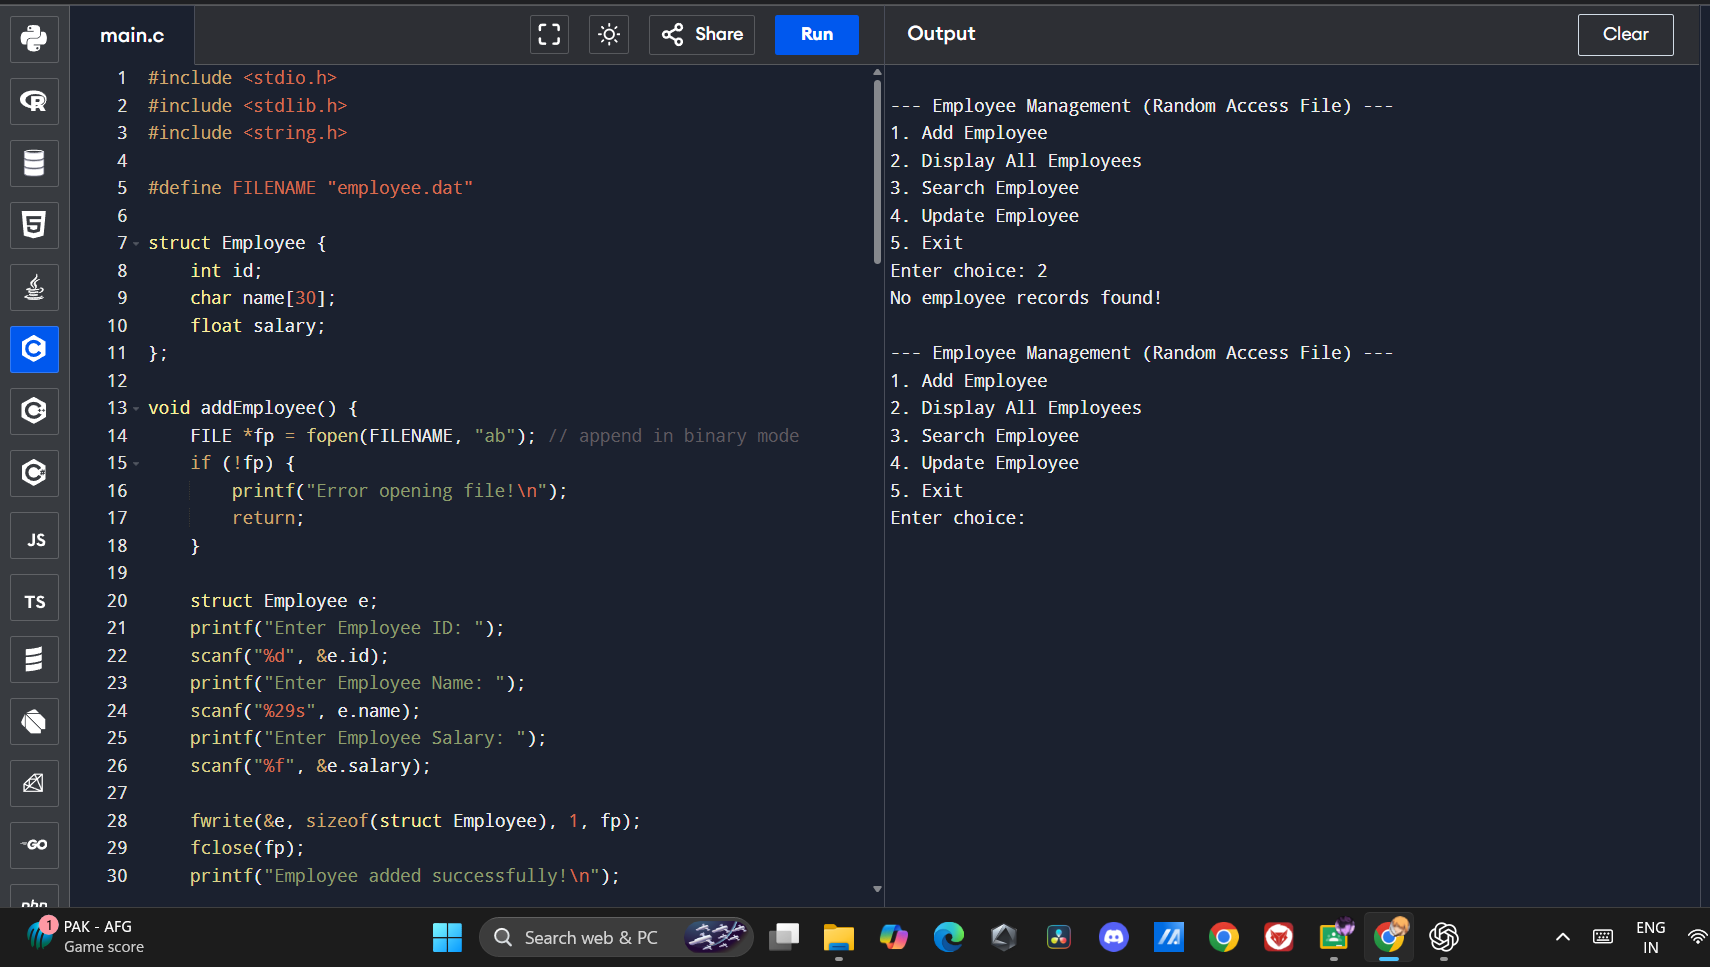 main.c
Share
Run
Output
Clear
1 #include <stdio.h>
2 #include <stdlib.h>
3 #include <string.h>
4
5 #define FILENAME "employee.dat"
6
7 struct Employee {
8 int id;
9 char name[30];
10 float salary;
11 };
12
13 void addEmployee() {
14 FILE *fp = fopen(FILENAME, "ab"); // append in binary mode
15 if (!fp) {
16 printf("Error opening file!\n");
17 return;
18 }
19
20 struct Employee e;
21 printf("Enter Employee ID: ");
22 scanf("%d", &e.id);
23 printf("Enter Employee Name: ");
24 scanf("%29s", e.name);
25 printf("Enter Employee Salary: ");
26 scanf("%f", &e.salary);
27
28 fwrite(&e, sizeof(struct Employee), 1, fp);
29 fclose(fp);
30 printf("Employee added successfully!\n");
--- Employee Management (Random Access File) ---
1. Add Employee
2. Display All Employees
3. Search Employee
4. Update Employee
5. Exit
Enter choice: 2
No employee records found!
--- Employee Management (Random Access File) ---
1. Add Employee
2. Display All Employees
3. Search Employee
4. Update Employee
5. Exit
Enter choice:
R
5
C
JS
TS
GO
php
1
PAK - AFG
Game score
Search web & PC
ENG
IN